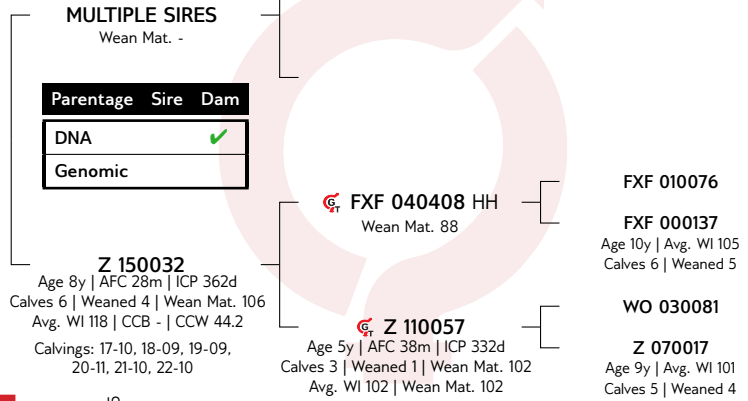 MULTIPLE SIRES
Wean Mat. -
Parentage Sire Dam
DNA ✔
Genomic
Z 150032
Age 8y | AFC 28m | ICP 362d
Calves 6 | Weaned 4 | Wean Mat. 106
Avg. WI 118 | CCB - | CCW 44.2
Calvings: 17-10, 18-09, 19-09,
20-11, 21-10, 22-10
GT FXF 040408 HH
Wean Mat. 88
GT Z 110057
Age 5y | AFC 38m | ICP 332d
Calves 3 | Weaned 1 | Wean Mat. 102
Avg. WI 102 | Wean Mat. 102
FXF 010076
FXF 000137
Age 10y | Avg. WI 105
Calves 6 | Weaned 5
WO 030081
Z 070017
Age 9y | Avg. WI 101
Calves 5 | Weaned 4